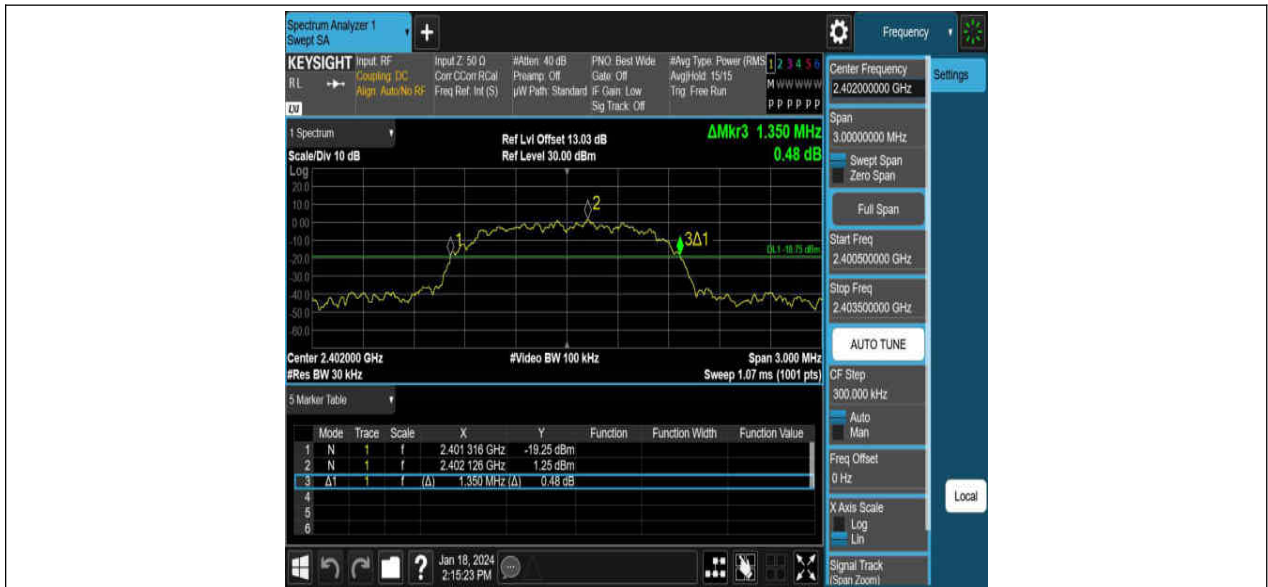 Spectrum Analyzer 1
Swept SA
+
Frequency
KEYSIGHT
RL
LXI
Input: RF
Coupling: DC
Align: Auto/No RF
Input Z: 50 Ω
Corr CCorr RCal
Freq Ref: Int (S)
#Atten: 40 dB
Preamp: Off
µW Path: Standard
PNO: Best Wide
Gate: Off
IF Gain: Low
Sig Track: Off
#Avg Type: Power (RMS
Avg|Hold: 15/15
Trig: Free Run
1 2 3 4 5 6
M W W W W W
P P P P P P
Center Frequency
2.402000000 GHz
Settings
Span
3.00000000 MHz
Swept Span
Zero Span
Full Span
Start Freq
2.400500000 GHz
Stop Freq
2.403500000 GHz
AUTO TUNE
CF Step
300.000 kHz
Auto
Man
Freq Offset
0 Hz
X Axis Scale
Log
Lin
Signal Track
(Span Zoom)
Local
1 Spectrum
Scale/Div 10 dB
Ref Lvl Offset 13.03 dB
Ref Level 30.00 dBm
ΔMkr3 1.350 MHz
0.48 dB
Log
20.0
10.0
0.00
-10.0
-20.0
-30.0
-40.0
-50.0
-60.0
1
2
3Δ1
DL1 -18.75 dBm
Center 2.402000 GHz
#Video BW 100 kHz
Span 3.000 MHz
#Res BW 30 kHz
Sweep 1.07 ms (1001 pts)
5 Marker Table
Mode Trace Scale X Y Function Function Width Function Value
1 N 1 f 2.401 316 GHz -19.25 dBm
2 N 1 f 2.402 126 GHz 1.25 dBm
3 Δ1 1 f (Δ) 1.350 MHz (Δ) 0.48 dB
4
5
6
?
Jan 18, 2024
2:15:23 PM